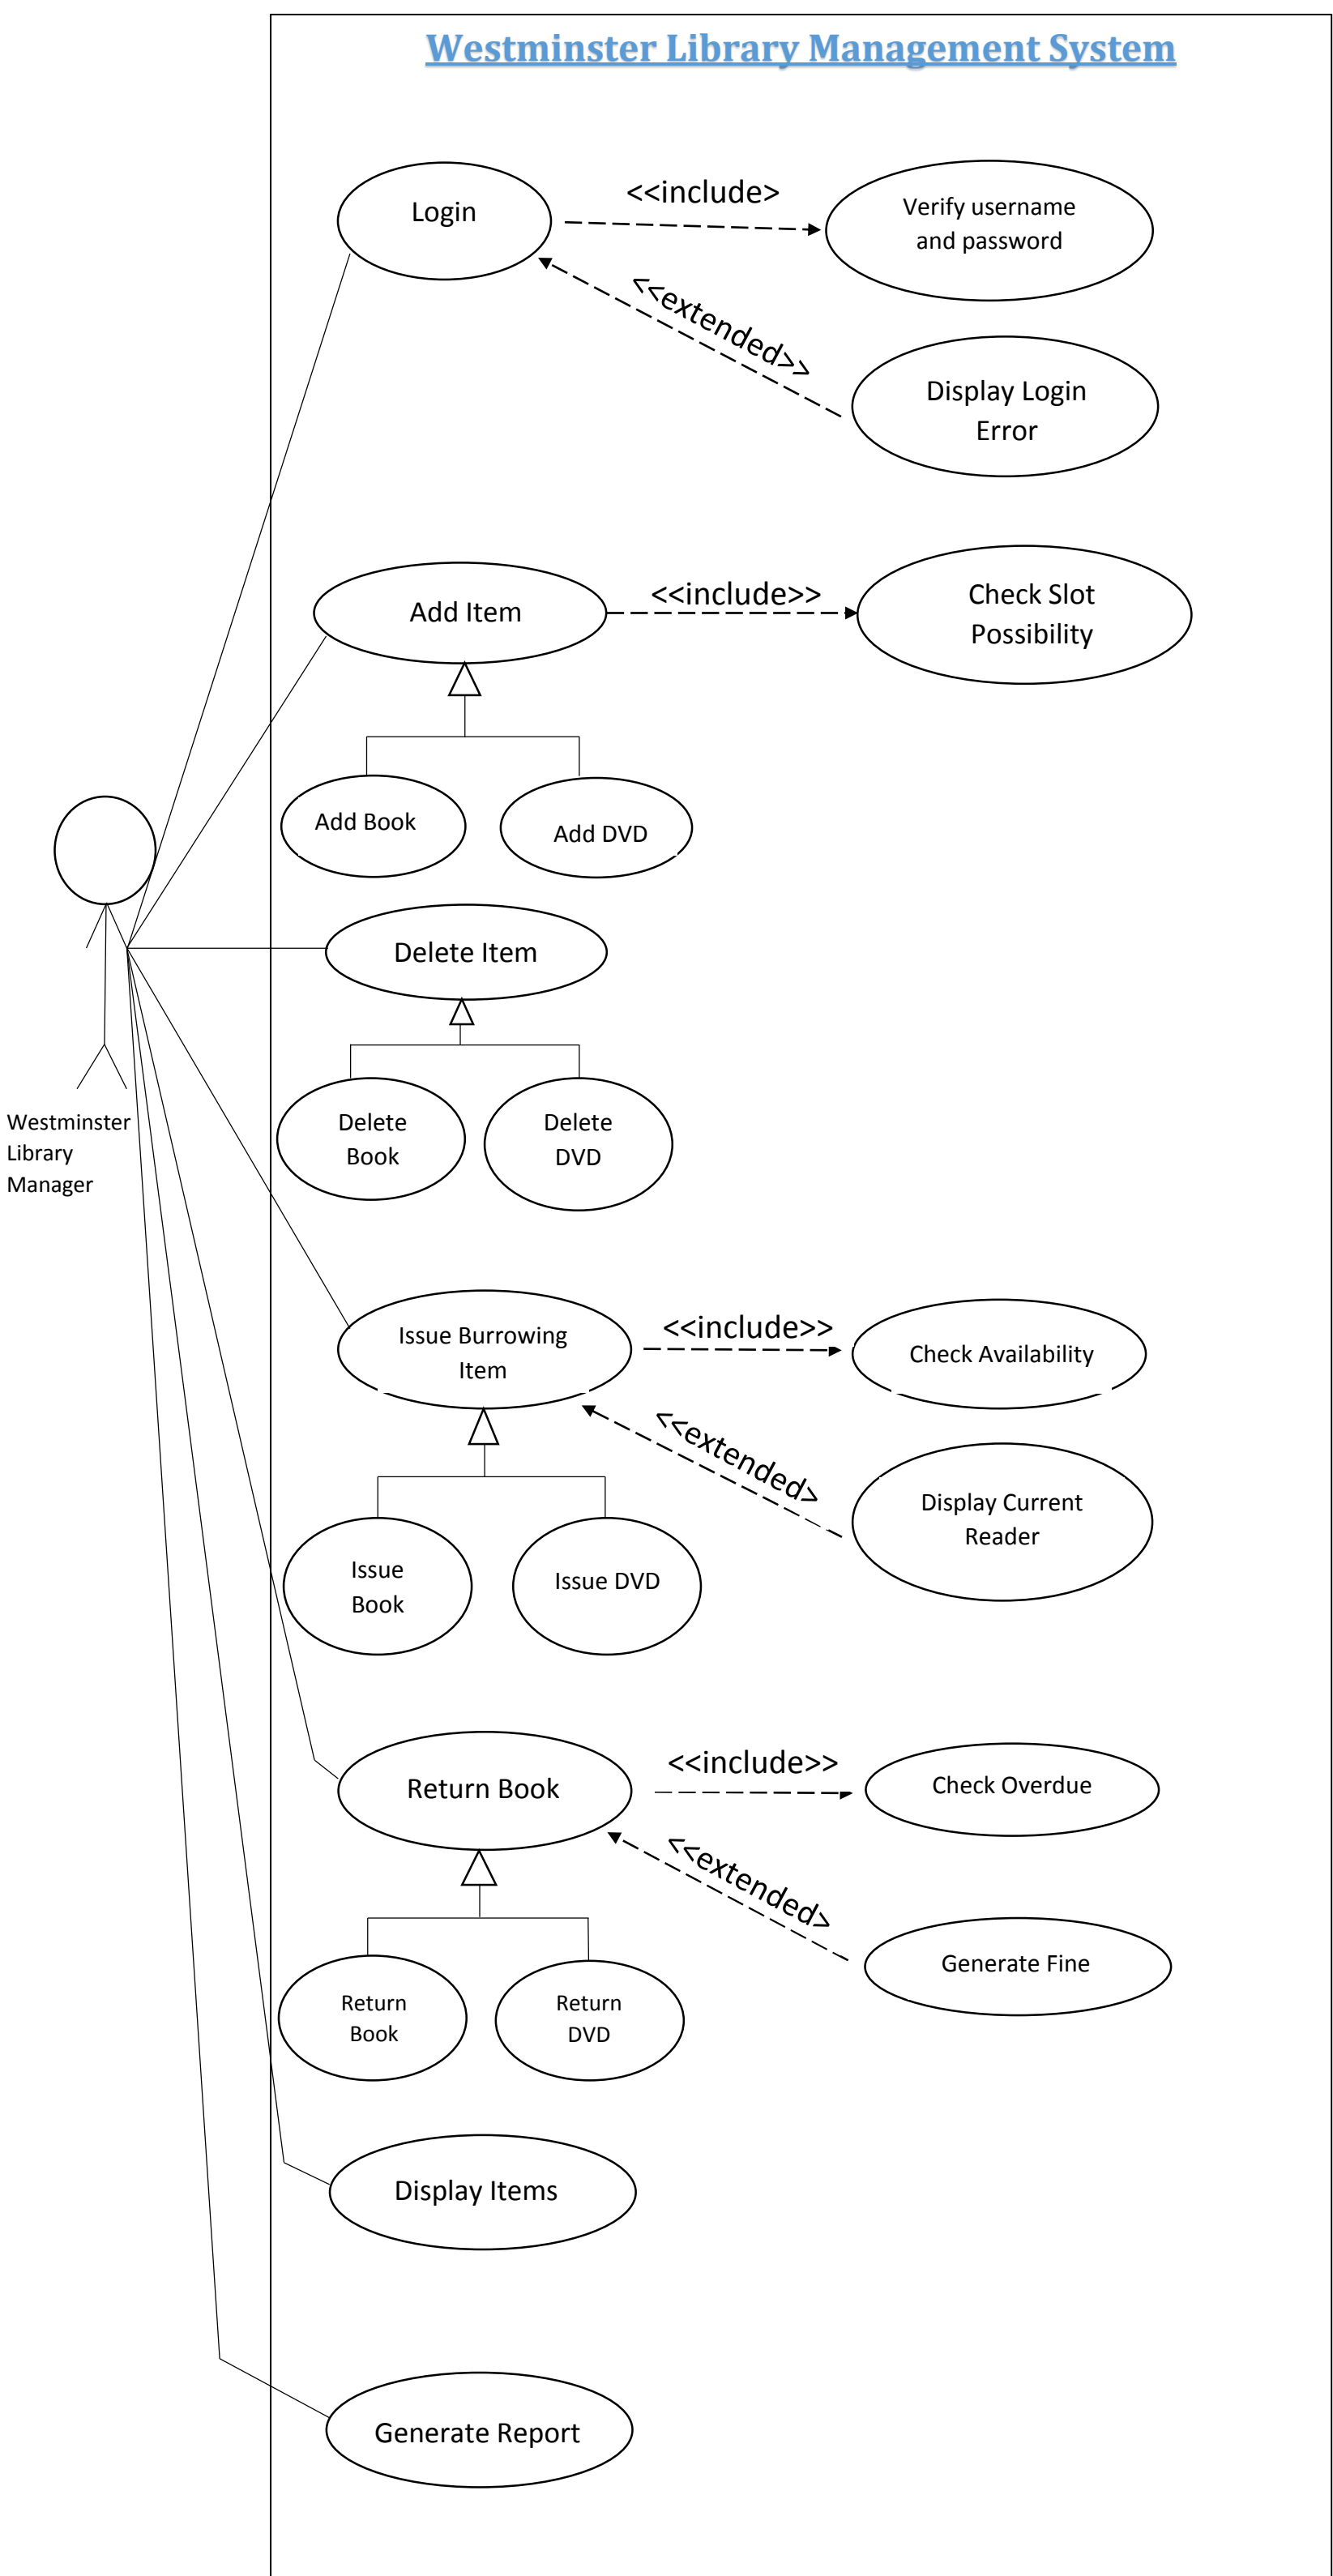 Westminster Library Management System
Login
<<include>
Verify username
and password
<<extended>>
Display Login
Error
Add Item
<<include>>
Check Slot
Possibility
Add Book
Add DVD
Delete Item
Delete
Book
Delete
DVD
Westminster
Library
Manager
Issue Burrowing
Item
<<include>>
Check Availability
<<extended>
Display Current
Reader
Issue
Book
Issue DVD
Return Book
<<include>>
Check Overdue
<<extended>
Generate Fine
Return
Book
Return
DVD
Display Items
Generate Report